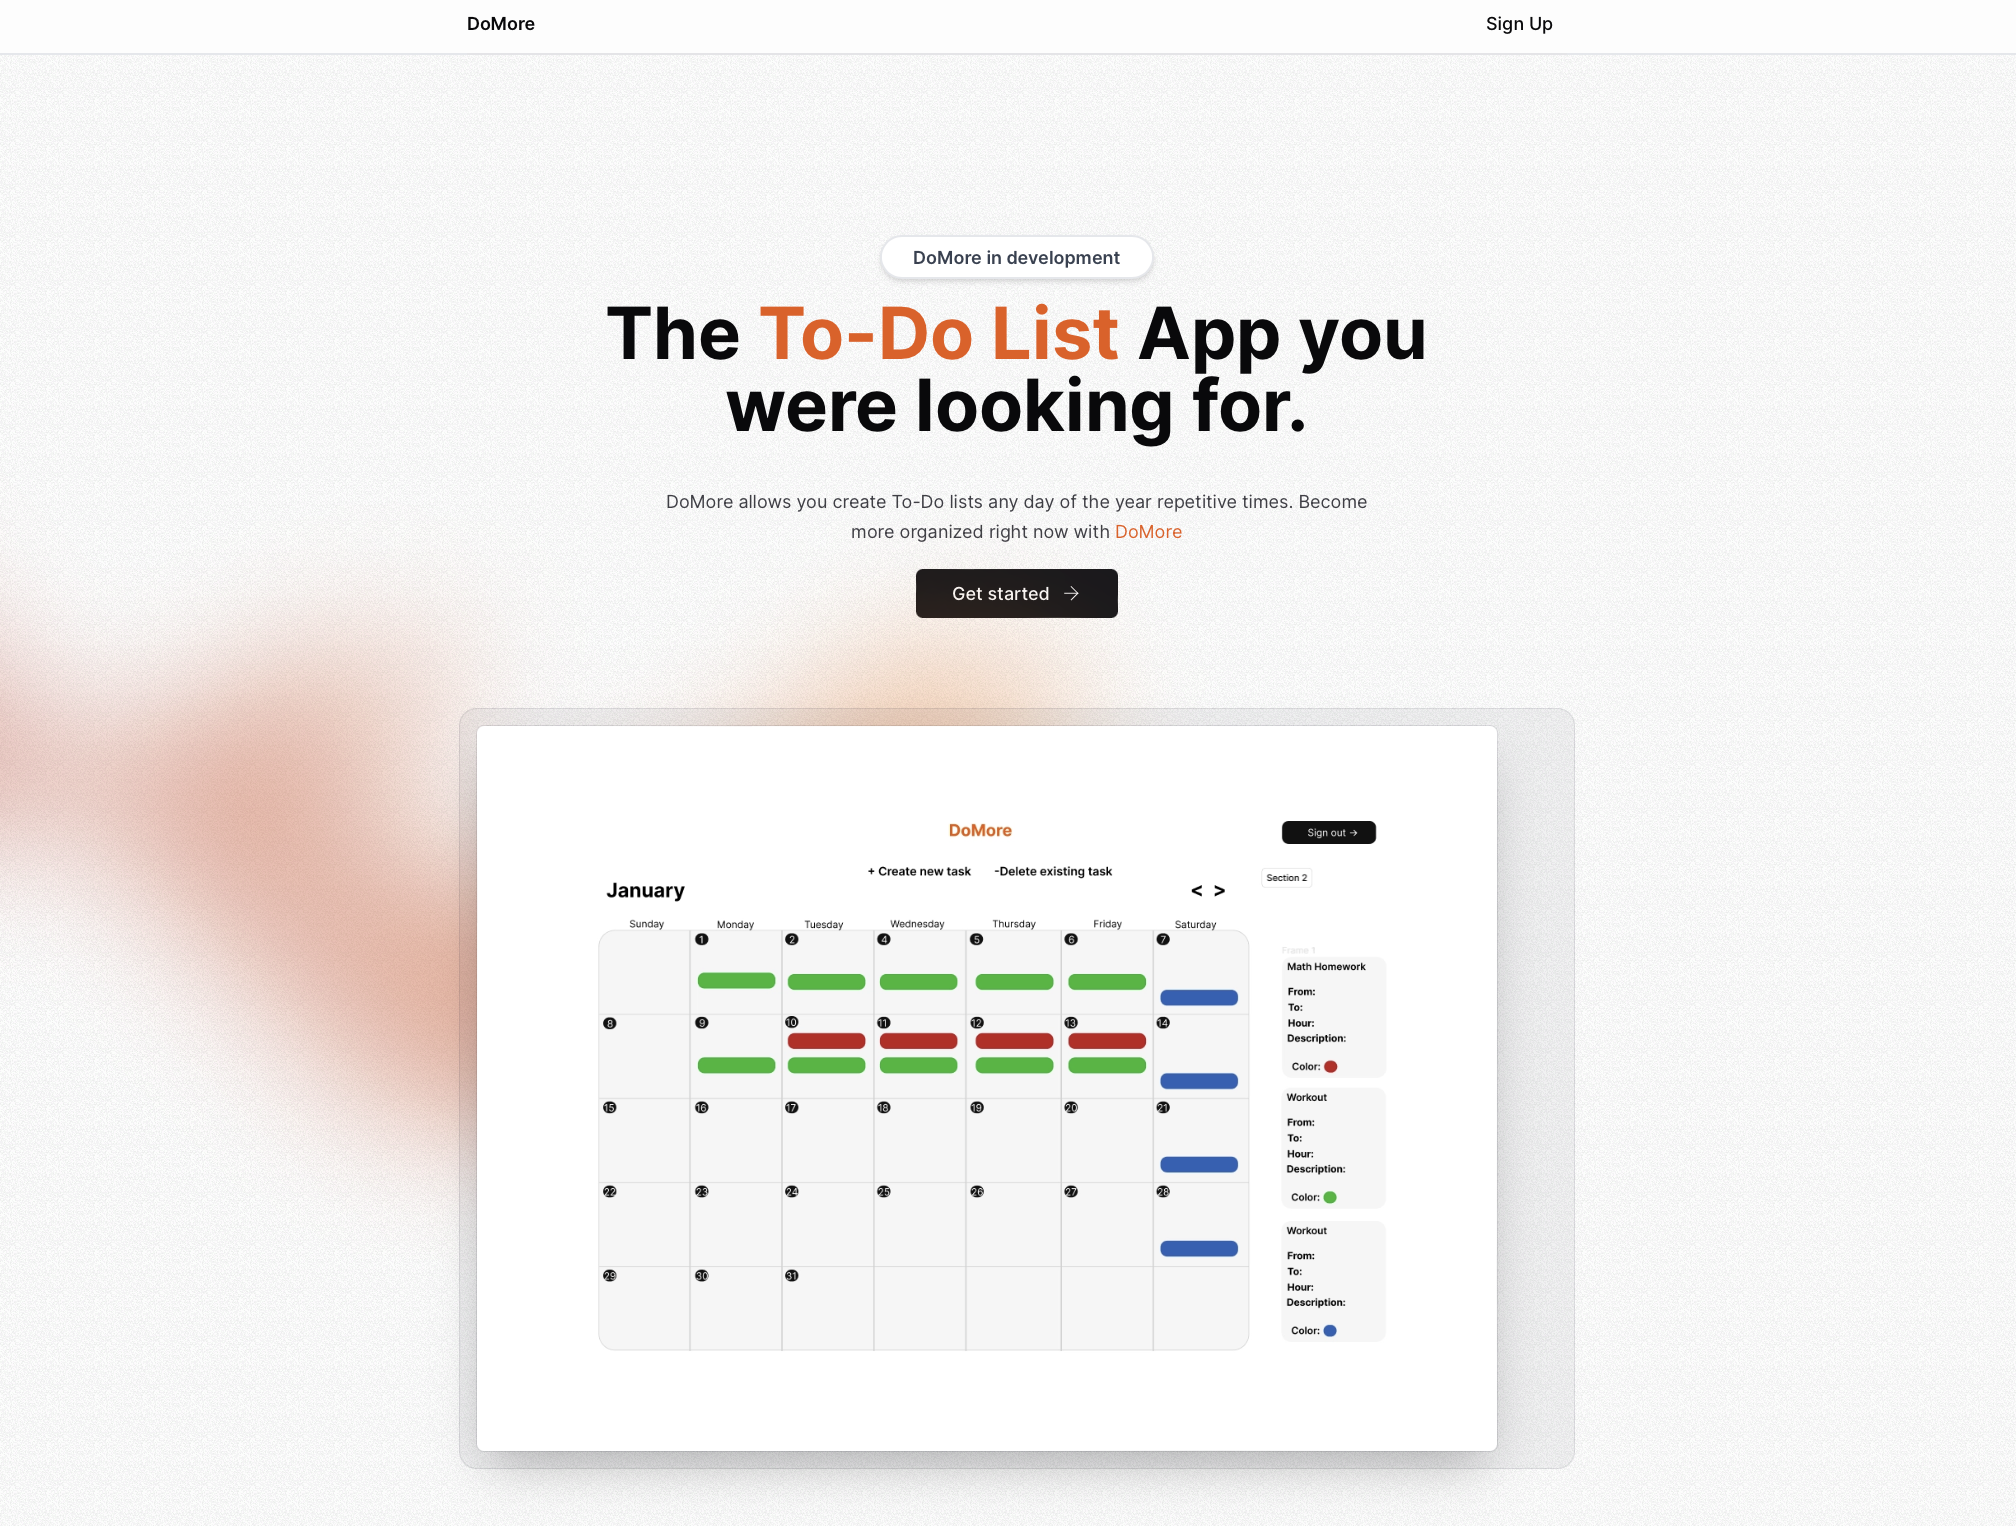 DoMore
Sign Up
DoMore in development
The To-Do List App you
were looking for.
DoMore allows you create To-Do lists any day of the year repetitive times. Become
more organized right now with DoMore
Get started →
DoMore
Sign out →
+ Create new task -Delete existing task
Section 2
January < >
Sunday Monday Tuesday Wednesday Thursday Friday Saturday
1 2 4 5 6 7
8 9 10 11 12 13 14
15 16 17 18 19 20 21
22 23 24 25 26 27 28
29 30 31
Frame 1
Math Homework
From:
To:
Hour:
Description:
Color:
Workout
From:
To:
Hour:
Description:
Color:
Workout
From:
To:
Hour:
Description:
Color: